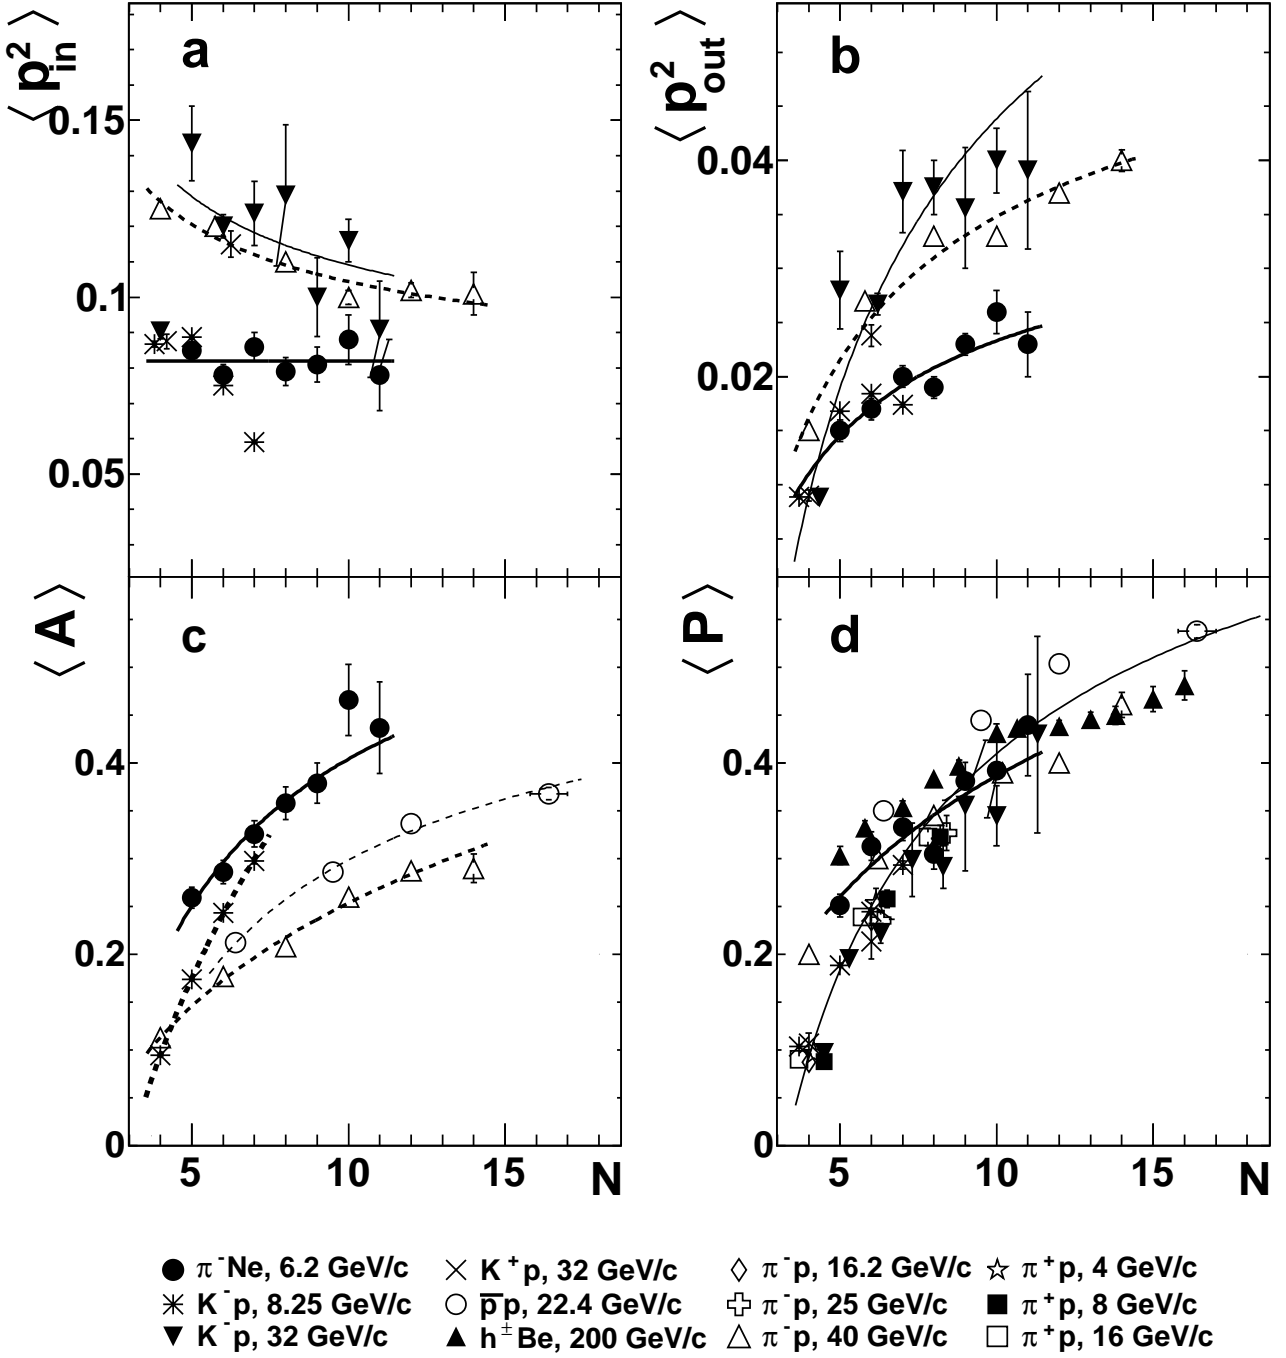 ⟨p²in⟩
a
0.15
0.1
0.05
⟨p²out⟩
b
0.04
0.02
⟨A⟩
c
0.4
0.2
0
5 10 15 N
⟨P⟩
d
0.4
0.2
0
5 10 15 N
π⁻Ne, 6.2 GeV/c
K⁻p, 8.25 GeV/c
K⁻p, 32 GeV/c
K⁺p, 32 GeV/c
p̅p, 22.4 GeV/c
h±Be, 200 GeV/c
π⁻p, 16.2 GeV/c
π⁻p, 25 GeV/c
π⁻p, 40 GeV/c
π⁺p, 4 GeV/c
π⁺p, 8 GeV/c
π⁺p, 16 GeV/c